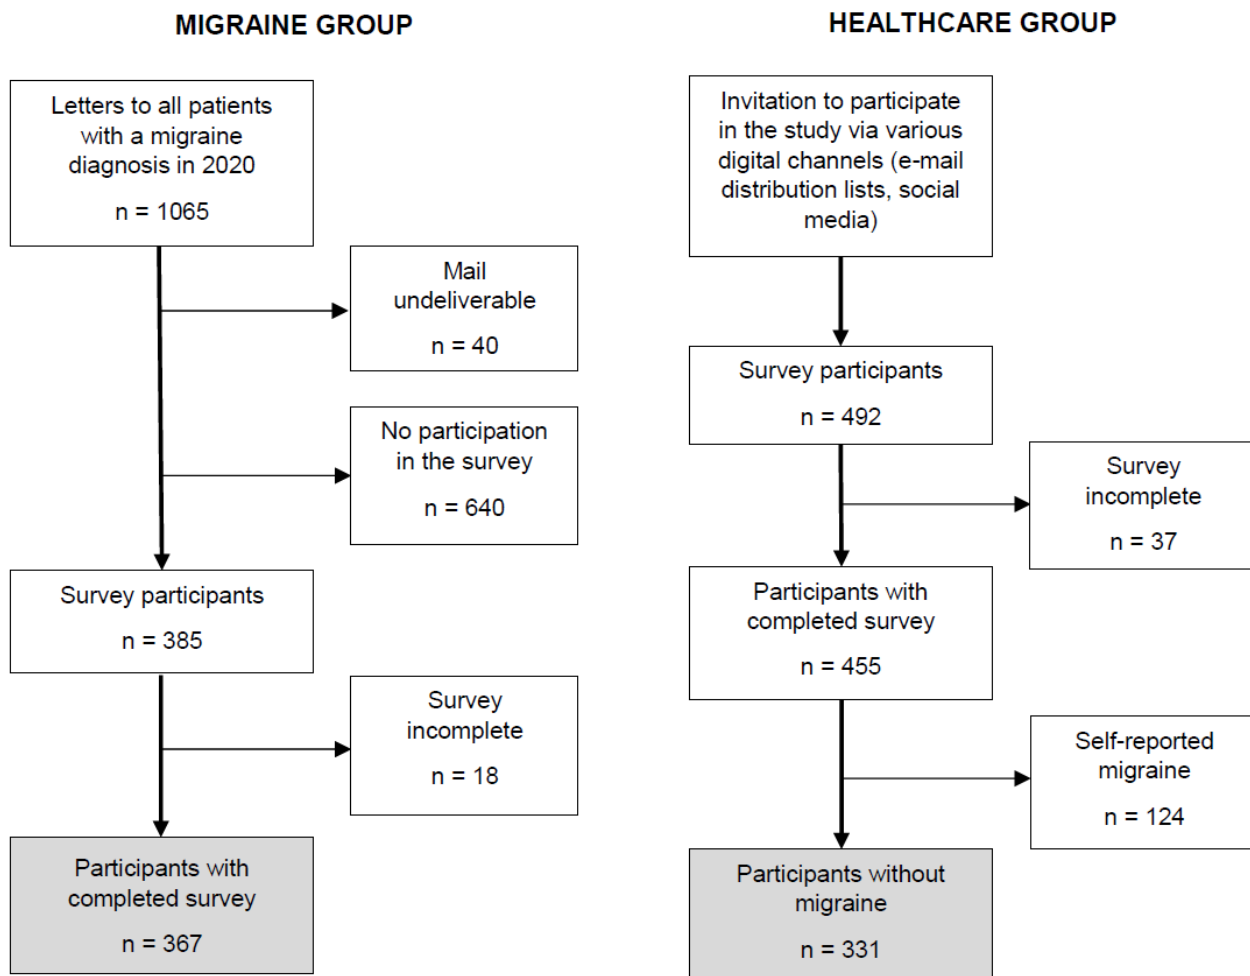 MIGRAINE GROUP
Letters to all patients
with a migraine
diagnosis in 2020
n = 1065
Mail
undeliverable
n = 40
No participation
in the survey
n = 640
Survey participants
n = 385
Survey
incomplete
n = 18
Participants with
completed survey
n = 367
HEALTHCARE GROUP
Invitation to participate
in the study via various
digital channels (e-mail
distribution lists, social
media)
Survey participants
n = 492
Survey
incomplete
n = 37
Participants with
completed survey
n = 455
Self-reported
migraine
n = 124
Participants without
migraine
n = 331